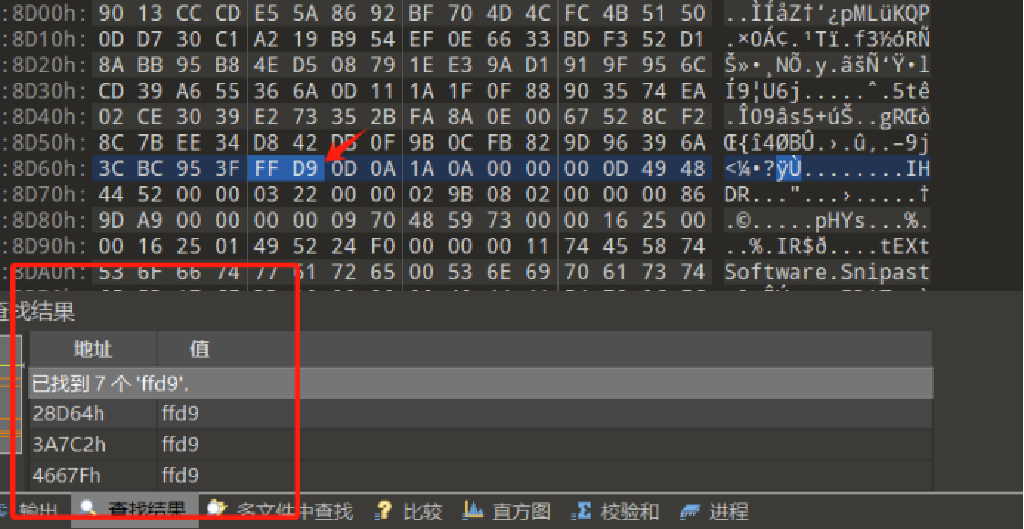 :8D00h: 90 13 CC CD E5 5A 86 92 BF 70 4D 4C FC 4B 51 50 ..ÌÍåZ†’¿pMLüKQP
:8D10h: 0D D7 30 C1 A2 19 B9 54 EF 0E 66 33 BD F3 52 D1 .×0Á¢.¹Tï.f3½óRÑ
:8D20h: 8A BB 95 B8 4E D5 08 79 1E E3 9A D1 91 9F 95 6C Š»•¸NÕ.y.ãšÑ‘Ÿ•l
:8D30h: CD 39 A6 55 36 6A 0D 11 1A 1F 0F 88 90 35 74 EA Í9¦U6j.....ˆ.5tê
:8D40h: 02 CE 30 39 E2 73 35 2B FA 8A 0E 00 67 52 8C F2 .Î09âs5+úŠ..gRŒò
:8D50h: 8C 7B EE 34 D8 42 DB 0F 9B 0C FB 82 9D 96 39 6A Œ{î4ØBÛ.›.û‚.–9j
:8D60h: 3C BC 95 3F FF D9 0D 0A 1A 0A 00 00 00 0D 49 48 <¼•?ÿÙ........IH
:8D70h: 44 52 00 00 03 22 00 00 02 9B 08 02 00 00 00 86 DR..."...›.....†
:8D80h: 9D A9 00 00 00 09 70 48 59 73 00 00 16 25 00 .©.....pHYs...%.
:8D90h: 00 16 25 01 49 52 24 F0 00 00 00 11 74 45 58 74 ..%.IR$ð....tEXt
:8DA0h: 53 6F 66 74 77 61 72 65 00 53 6E 69 70 61 73 74 Software.Snipast
查找结果
地址 值
已找到 7 个 'ffd9'.
28D64h ffd9
3A7C2h ffd9
4667Fh ffd9
输出 查找结果 多文件中查找 比较 直方图 校验和 进程